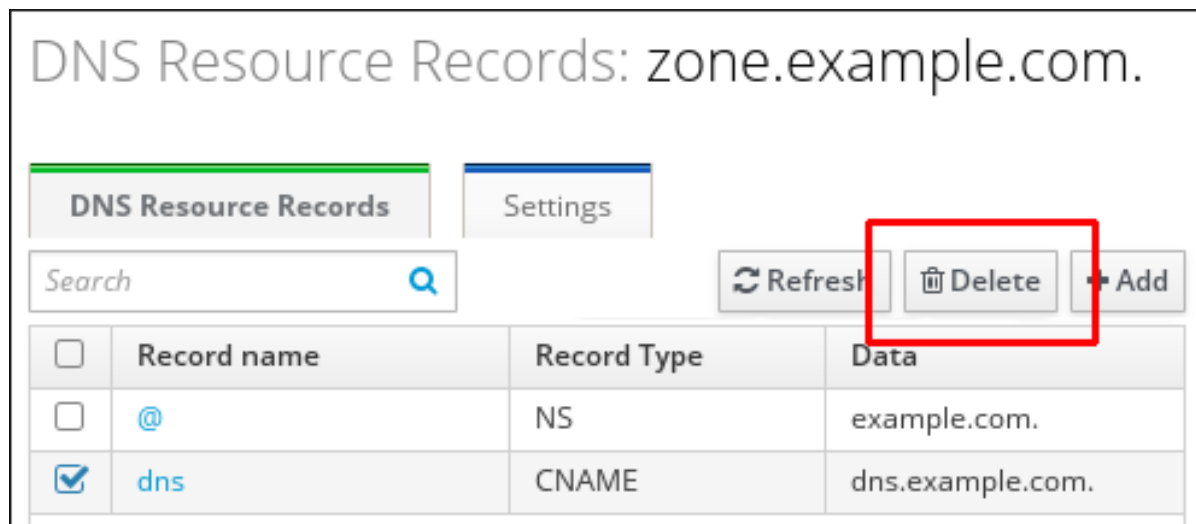 DNS Resource Records: zone.example.com.
DNS Resource Records Settings
Search Refresh Delete Add
Record name Record Type Data
@ NS example.com.
dns CNAME dns.example.com.